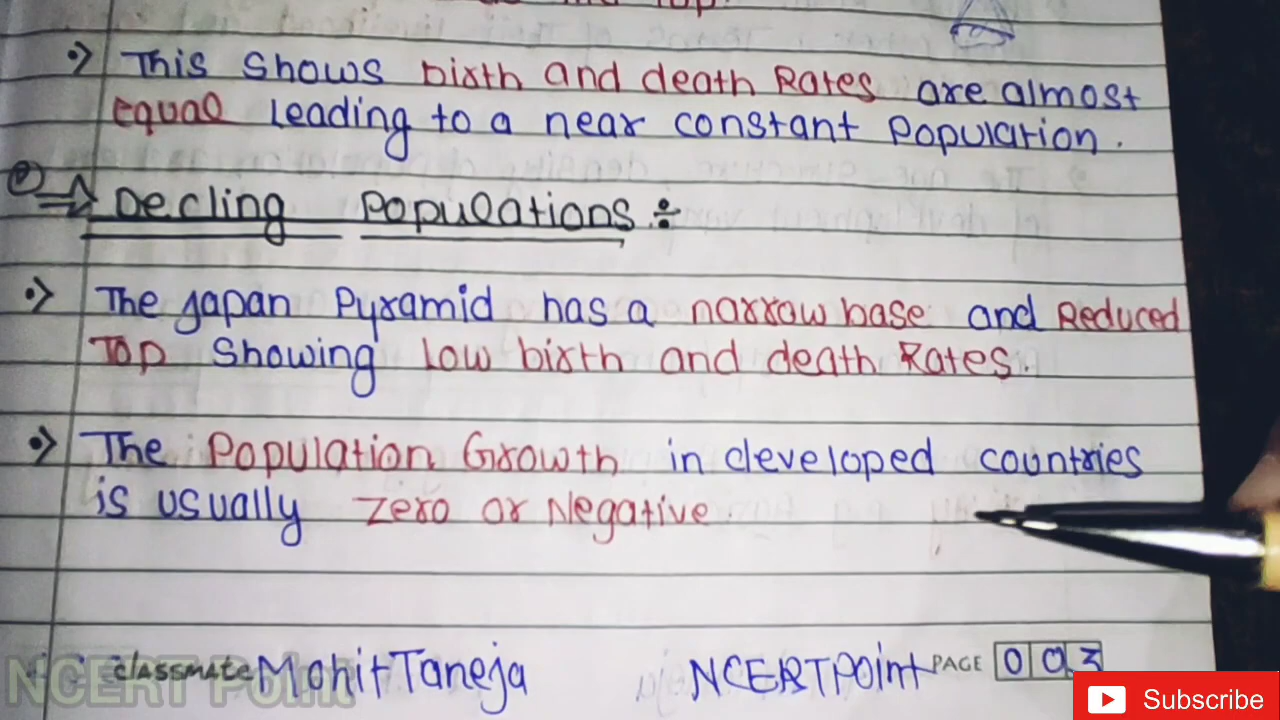 •> This shows birth and death Rates are almost
equal Leading to a near constant Population.
⇒ Decling Populations ÷
•> The Japan Pyramid has a narrow base and Reduced
Top showing Low birth and death Rates.
•> The Population Growth in developed countries
is usually Zero or Negative
classmate Mohit Taneja NCERTPoint PAGE 003
NCERT Point
Subscribe